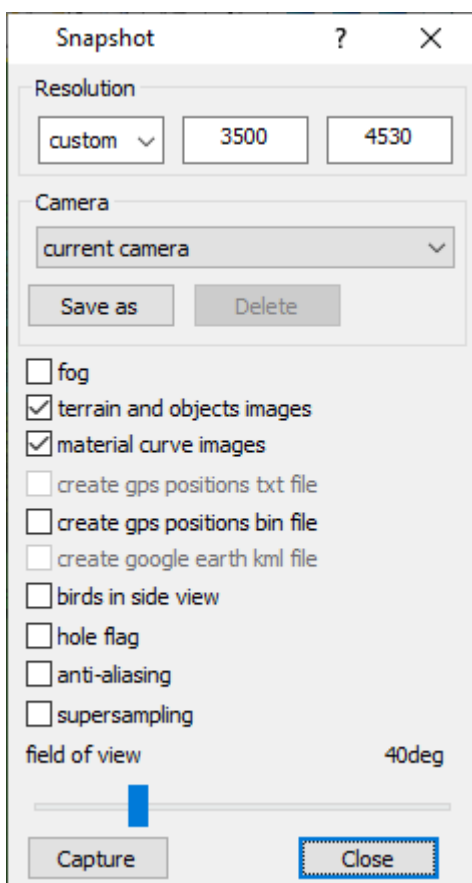 Snapshot ?
Resolution
custom 3500 4530
Camera
current camera
Save as Delete
fog
terrain and objects images
material curve images
create gps positions txt file
create gps positions bin file
create google earth kml file
birds in side view
hole flag
anti-aliasing
supersampling
field of view 40deg
Capture Close